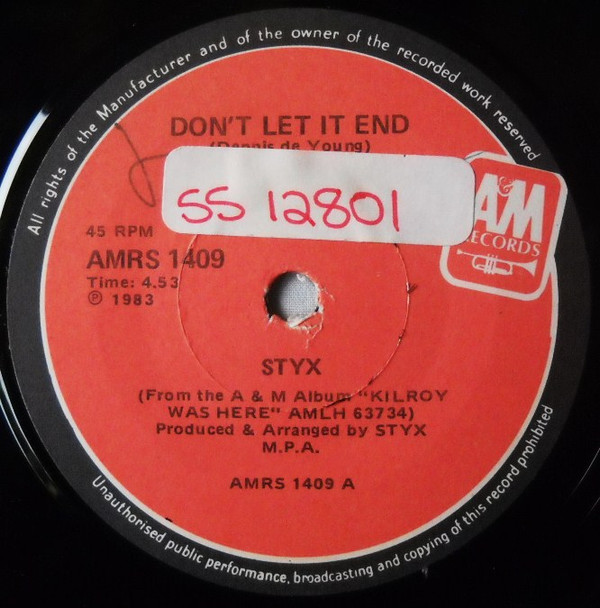 All rights of the Manufacturer and of the owner of the recorded work reserved
DON'T LET IT END
(Dennis de Young)
SS 12801
A&M
RECORDS
45 RPM
AMRS 1409
Time: 4.53
℗ 1983
STYX
(From the A & M Album "KILROY
WAS HERE" AMLH 63734)
Produced & Arranged by STYX
M.P.A.
AMRS 1409 A
Unauthorised public performance, broadcasting and copying of this record prohibited